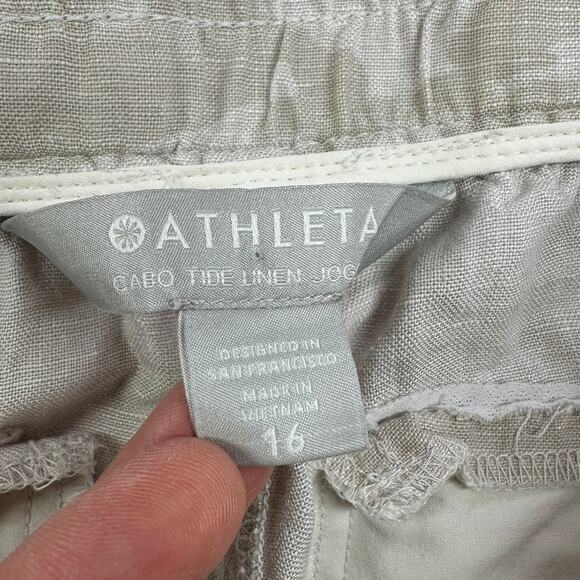 ATHLETA
CABO TIDE LINEN JOG
DESIGNED IN
SAN FRANCISCO
MADE IN
VIETNAM
16